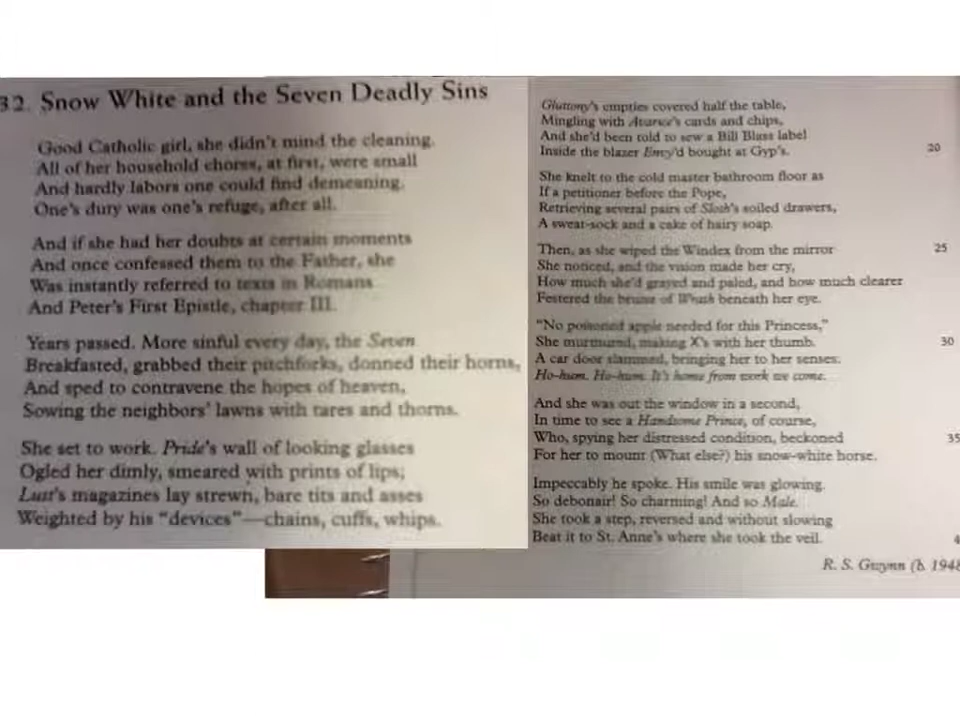 32. Snow White and the Seven Deadly Sins
Good Catholic girl, she didn't mind the cleaning.
All of her household chores, at first, were small
And hardly labors one could find demeaning.
One's duty was one's refuge, after all.
And if she had her doubts at certain moments
And once confessed them to the Father, she
Was instantly referred to texts in Romans
And Peter's First Epistle, chapter III.
Years passed. More sinful every day, the Seven
Breakfasted, grabbed their pitchforks, donned their horns,
And sped to contravene the hopes of heaven,
Sowing the neighbors' lawns with tares and thorns.
She set to work. Pride's wall of looking glasses
Ogled her dimly, smeared with prints of lips;
Lust's magazines lay strewn, bare tits and asses
Weighted by his "devices"—chains, cuffs, whips.
Gluttony's empties covered half the table,
Mingling with Avarice's cards and chips,
And she'd been told to sew a Bill Blass label
Inside the blazer Envy'd bought at Gyp's. 20
She knelt to the cold master bathroom floor as
If a petitioner before the Pope,
Retrieving several pairs of Sloth's soiled drawers,
A sweat-sock and a cake of hairy soap.
Then, as she wiped the Windex from the mirror 25
She noticed, and the vision made her cry,
How much she'd grayed and paled, and how much clearer
Festered the bruise of Wrath beneath her eye.
"No poisoned apple needed for this Princess,"
She murmured, making X's with her thumb. 30
A car door slammed, bringing her to her senses:
Ho-hum. Ho-hum. It's home from work we come.
And she was out the window in a second,
In time to see a Handsome Prince, of course,
Who, spying her distressed condition, beckoned 35
For her to mount (What else?) his snow-white horse.
Impeccably he spoke. His smile was glowing.
So debonair! So charming! And so Male.
She took a step, reversed and without slowing
Beat it to St. Anne's where she took the veil. 4
R. S. Gwynn (b. 1948